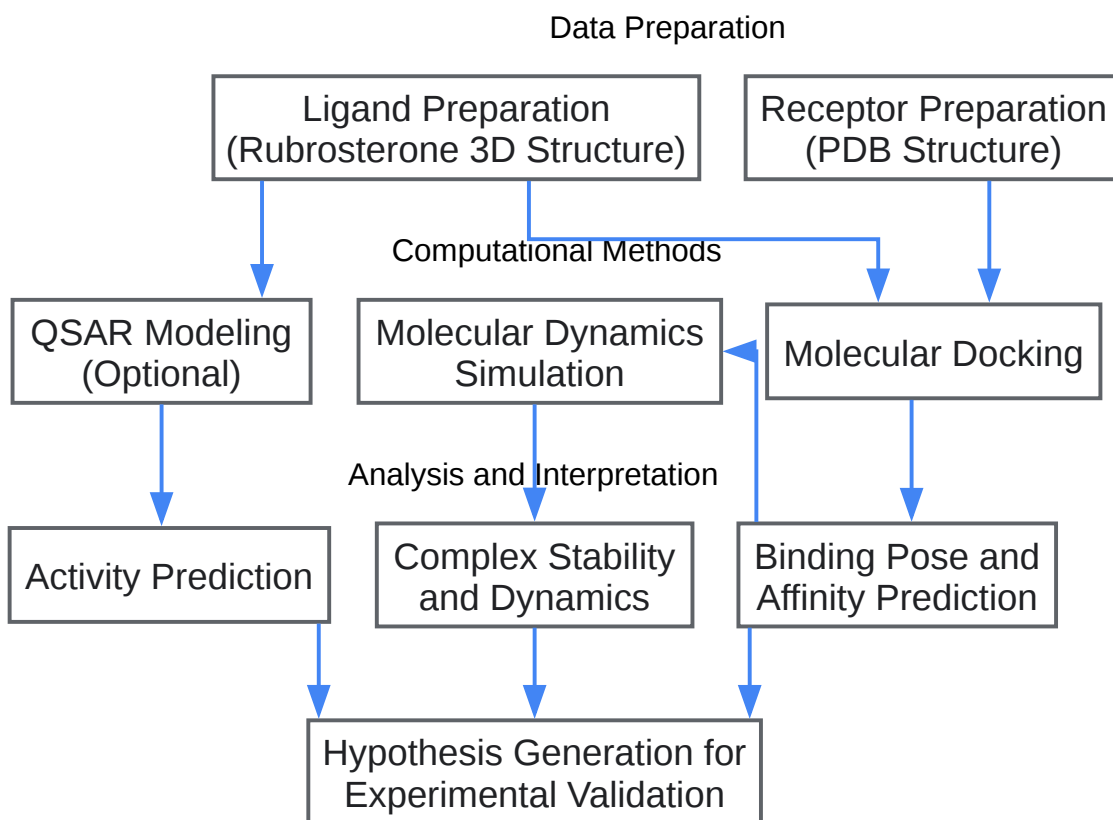 Data Preparation
Ligand Preparation
(Rubrosterone 3D Structure)
Receptor Preparation
(PDB Structure)
Computational Methods
QSAR Modeling
(Optional)
Molecular Dynamics
Simulation
Molecular Docking
Analysis and Interpretation
Activity Prediction
Complex Stability
and Dynamics
Binding Pose and
Affinity Prediction
Hypothesis Generation for
Experimental Validation